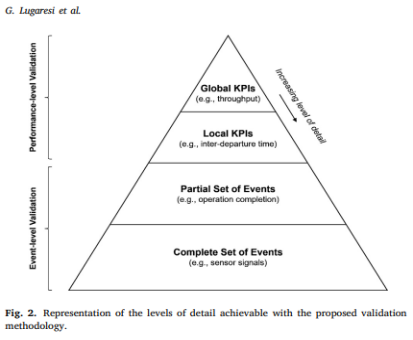 G. Lugaresi et al.
Performance-level Validation
Event-level Validation
Increasing level of detail
Global KPIs
(e.g., throughput)
Local KPIs
(e.g., inter-departure time)
Partial Set of Events
(e.g., operation completion)
Complete Set of Events
(e.g., sensor signals)
Fig. 2. Representation of the levels of detail achievable with the proposed validation
methodology.